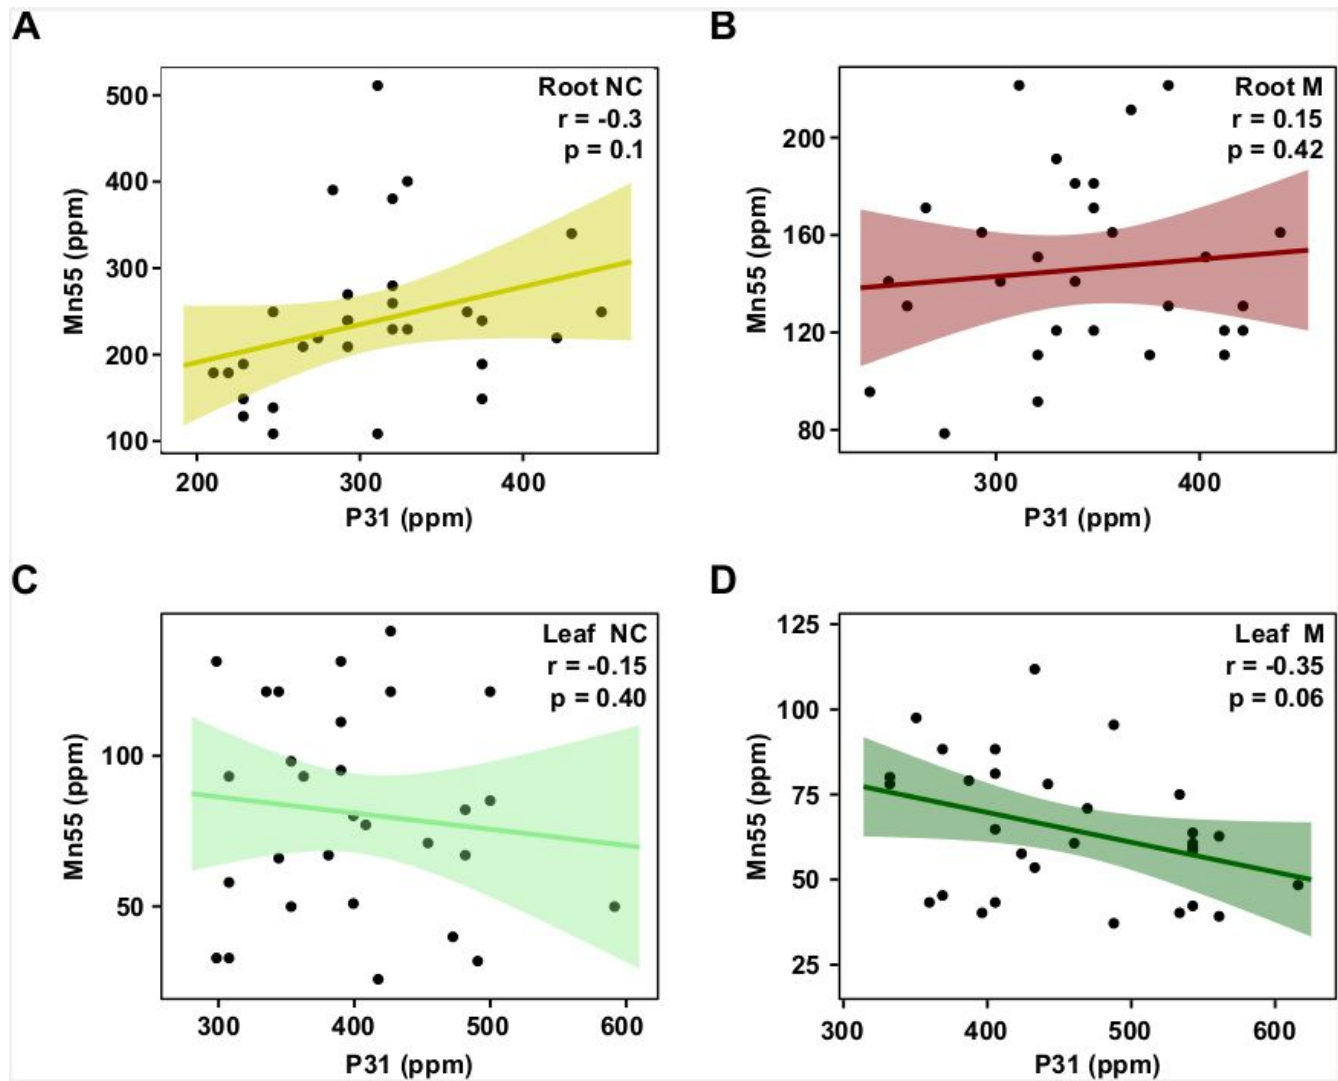 A
Root NC
r = -0.3
p = 0.1
500
400
300
200
100
Mn55 (ppm)
200 300 400
P31 (ppm)
B
Root M
r = 0.15
p = 0.42
200
160
120
80
Mn55 (ppm)
300 400
P31 (ppm)
C
Leaf NC
r = -0.15
p = 0.40
100
50
Mn55 (ppm)
300 400 500 600
P31 (ppm)
D
Leaf M
r = -0.35
p = 0.06
125
100
75
50
25
Mn55 (ppm)
300 400 500 600
P31 (ppm)